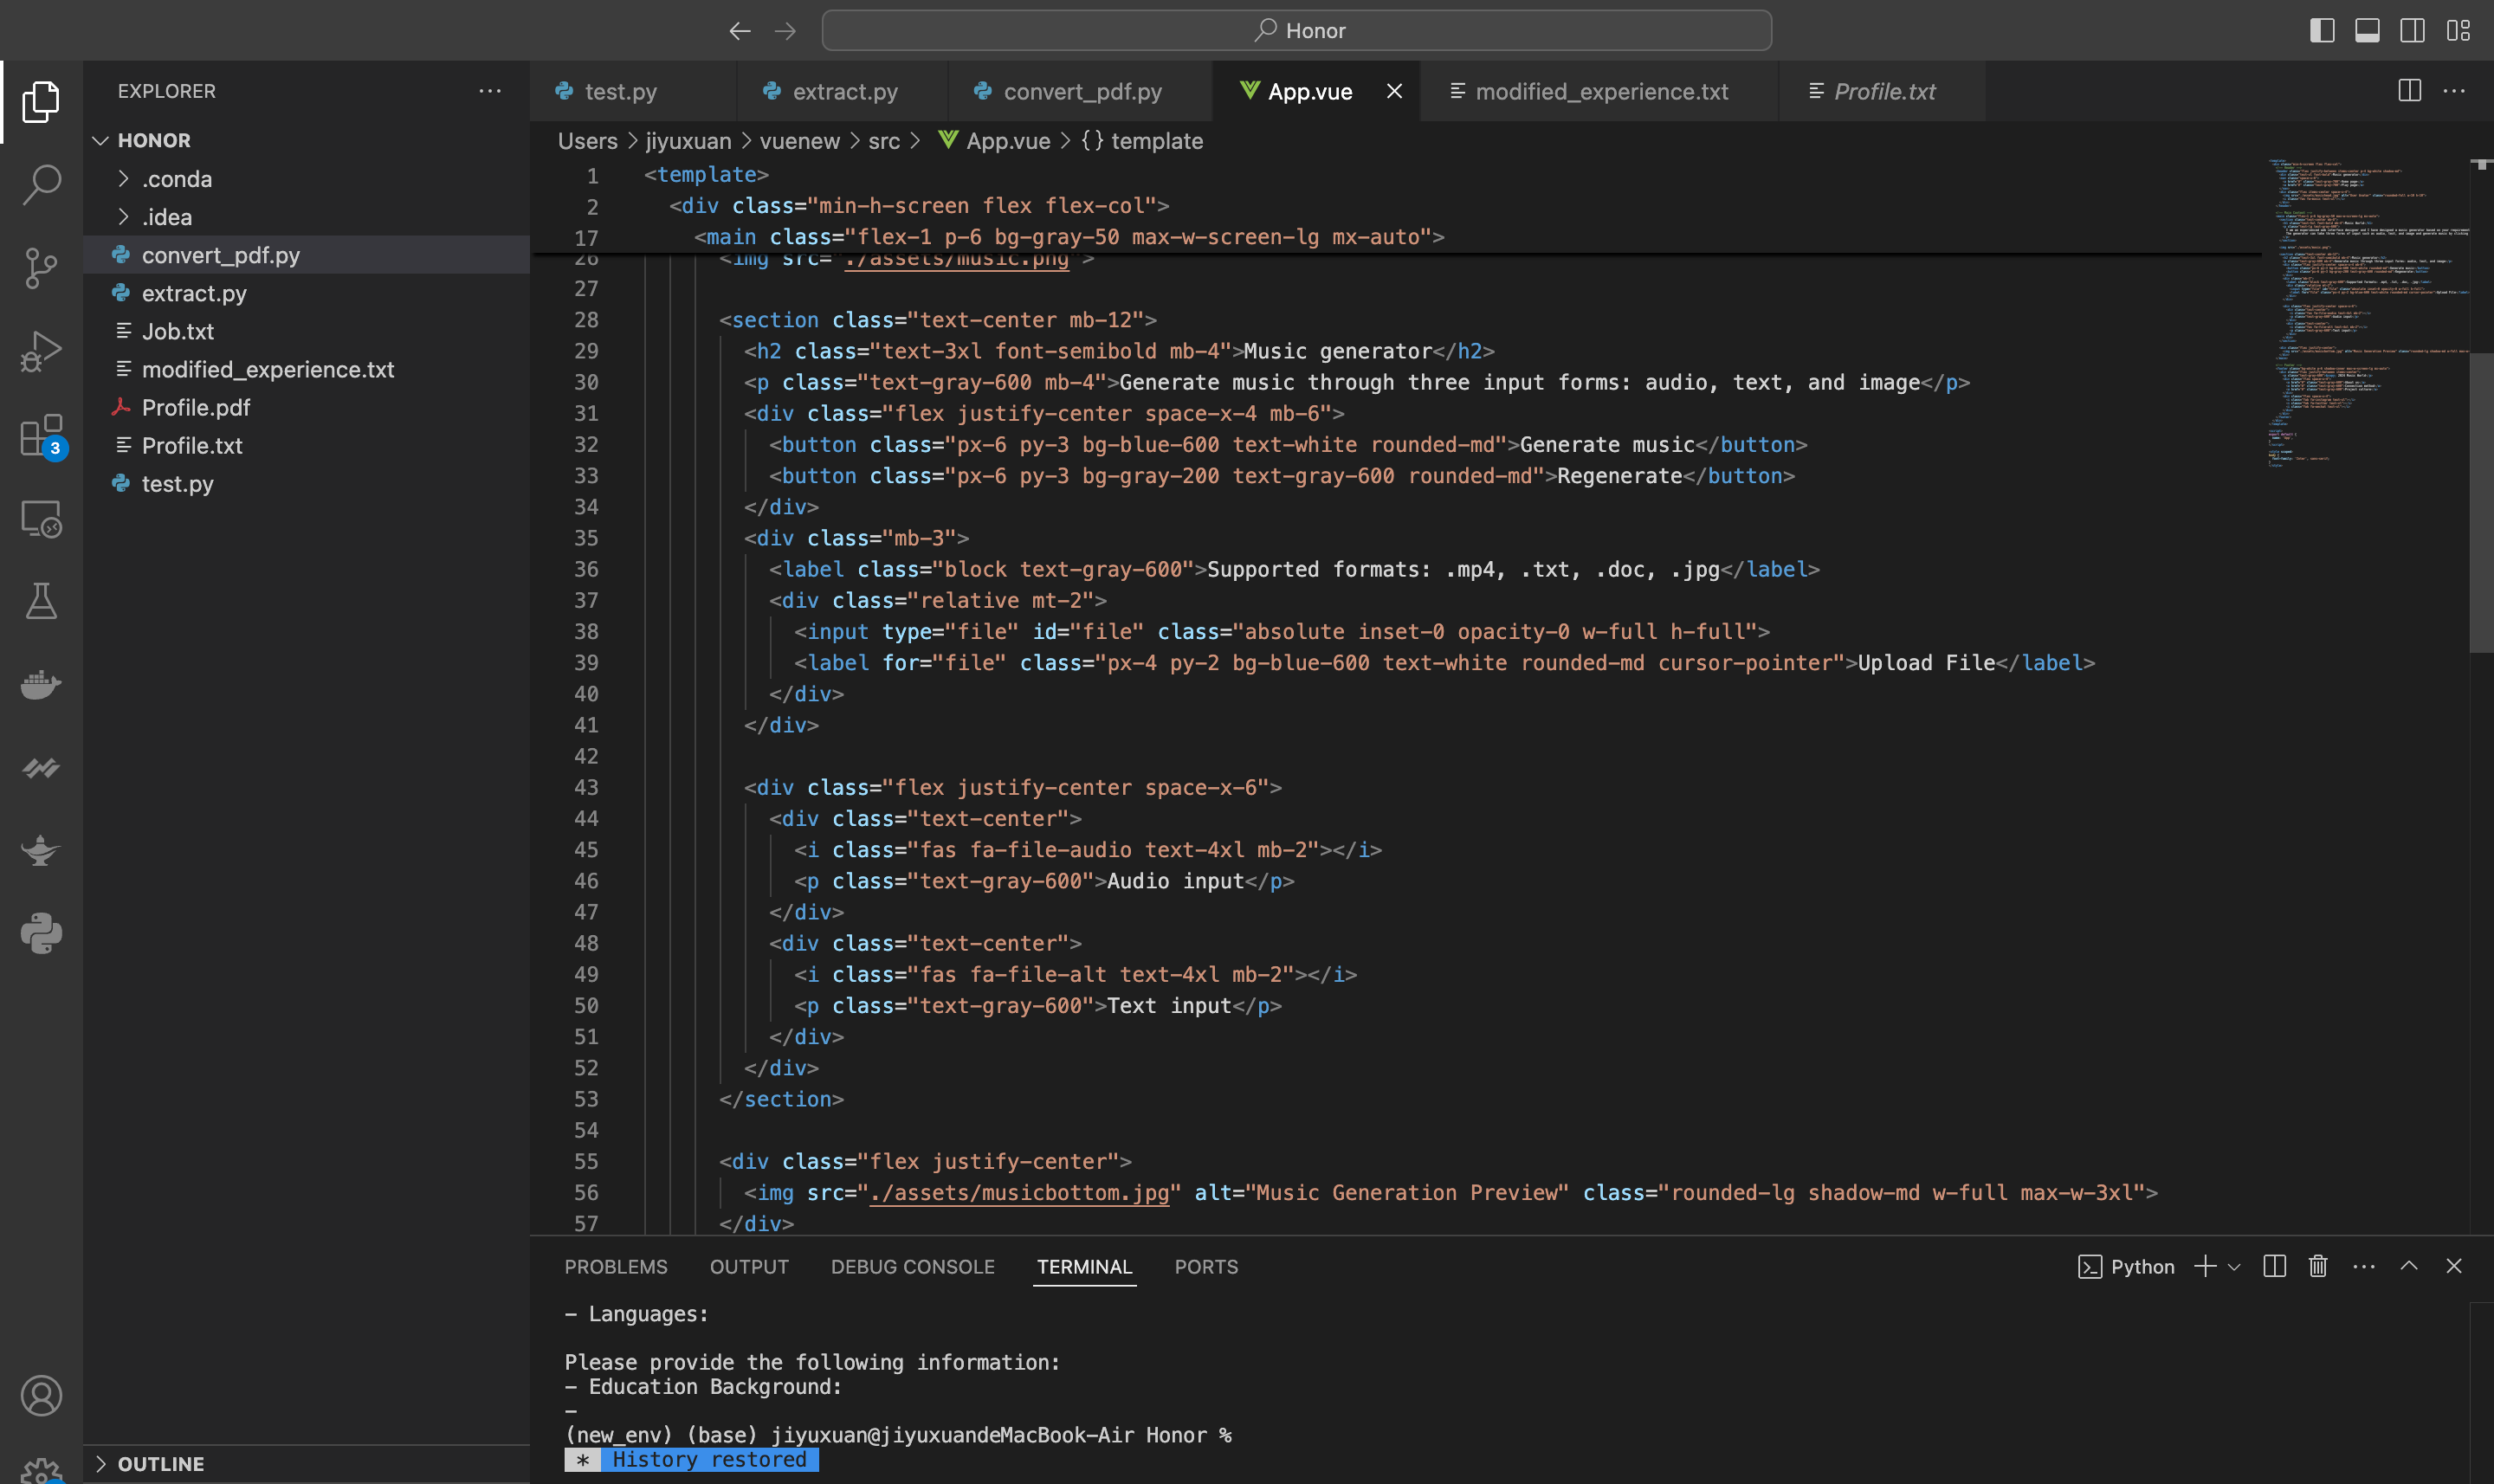 Honor
EXPLORER
HONOR
.conda
.idea
convert_pdf.py
extract.py
Job.txt
modified_experience.txt
Profile.pdf
Profile.txt
test.py
OUTLINE
3
test.py
extract.py
convert_pdf.py
App.vue
modified_experience.txt
Profile.txt
Users > jiyuxuan > vuenew > src > App.vue > {} template
1 <template>
2 <div class="min-h-screen flex flex-col">
17 <main class="flex-1 p-6 bg-gray-50 max-w-screen-lg mx-auto">
26 <img src="./assets/music.png">
27
28 <section class="text-center mb-12">
29 <h2 class="text-3xl font-semibold mb-4">Music generator</h2>
30 <p class="text-gray-600 mb-4">Generate music through three input forms: audio, text, and image</p>
31 <div class="flex justify-center space-x-4 mb-6">
32 <button class="px-6 py-3 bg-blue-600 text-white rounded-md">Generate music</button>
33 <button class="px-6 py-3 bg-gray-200 text-gray-600 rounded-md">Regenerate</button>
34 </div>
35 <div class="mb-3">
36 <label class="block text-gray-600">Supported formats: .mp4, .txt, .doc, .jpg</label>
37 <div class="relative mt-2">
38 <input type="file" id="file" class="absolute inset-0 opacity-0 w-full h-full">
39 <label for="file" class="px-4 py-2 bg-blue-600 text-white rounded-md cursor-pointer">Upload File</label>
40 </div>
41 </div>
42
43 <div class="flex justify-center space-x-6">
44 <div class="text-center">
45 <i class="fas fa-file-audio text-4xl mb-2"></i>
46 <p class="text-gray-600">Audio input</p>
47 </div>
48 <div class="text-center">
49 <i class="fas fa-file-alt text-4xl mb-2"></i>
50 <p class="text-gray-600">Text input</p>
51 </div>
52 </div>
53 </section>
54
55 <div class="flex justify-center">
56 <img src="./assets/musicbottom.jpg" alt="Music Generation Preview" class="rounded-lg shadow-md w-full max-w-3xl">
57 </div>
PROBLEMS OUTPUT DEBUG CONSOLE TERMINAL PORTS
Python
- Languages:
Please provide the following information:
- Education Background:
-
(new_env) (base) jiyuxuan@jiyuxuandeMacBook-Air Honor %
* History restored